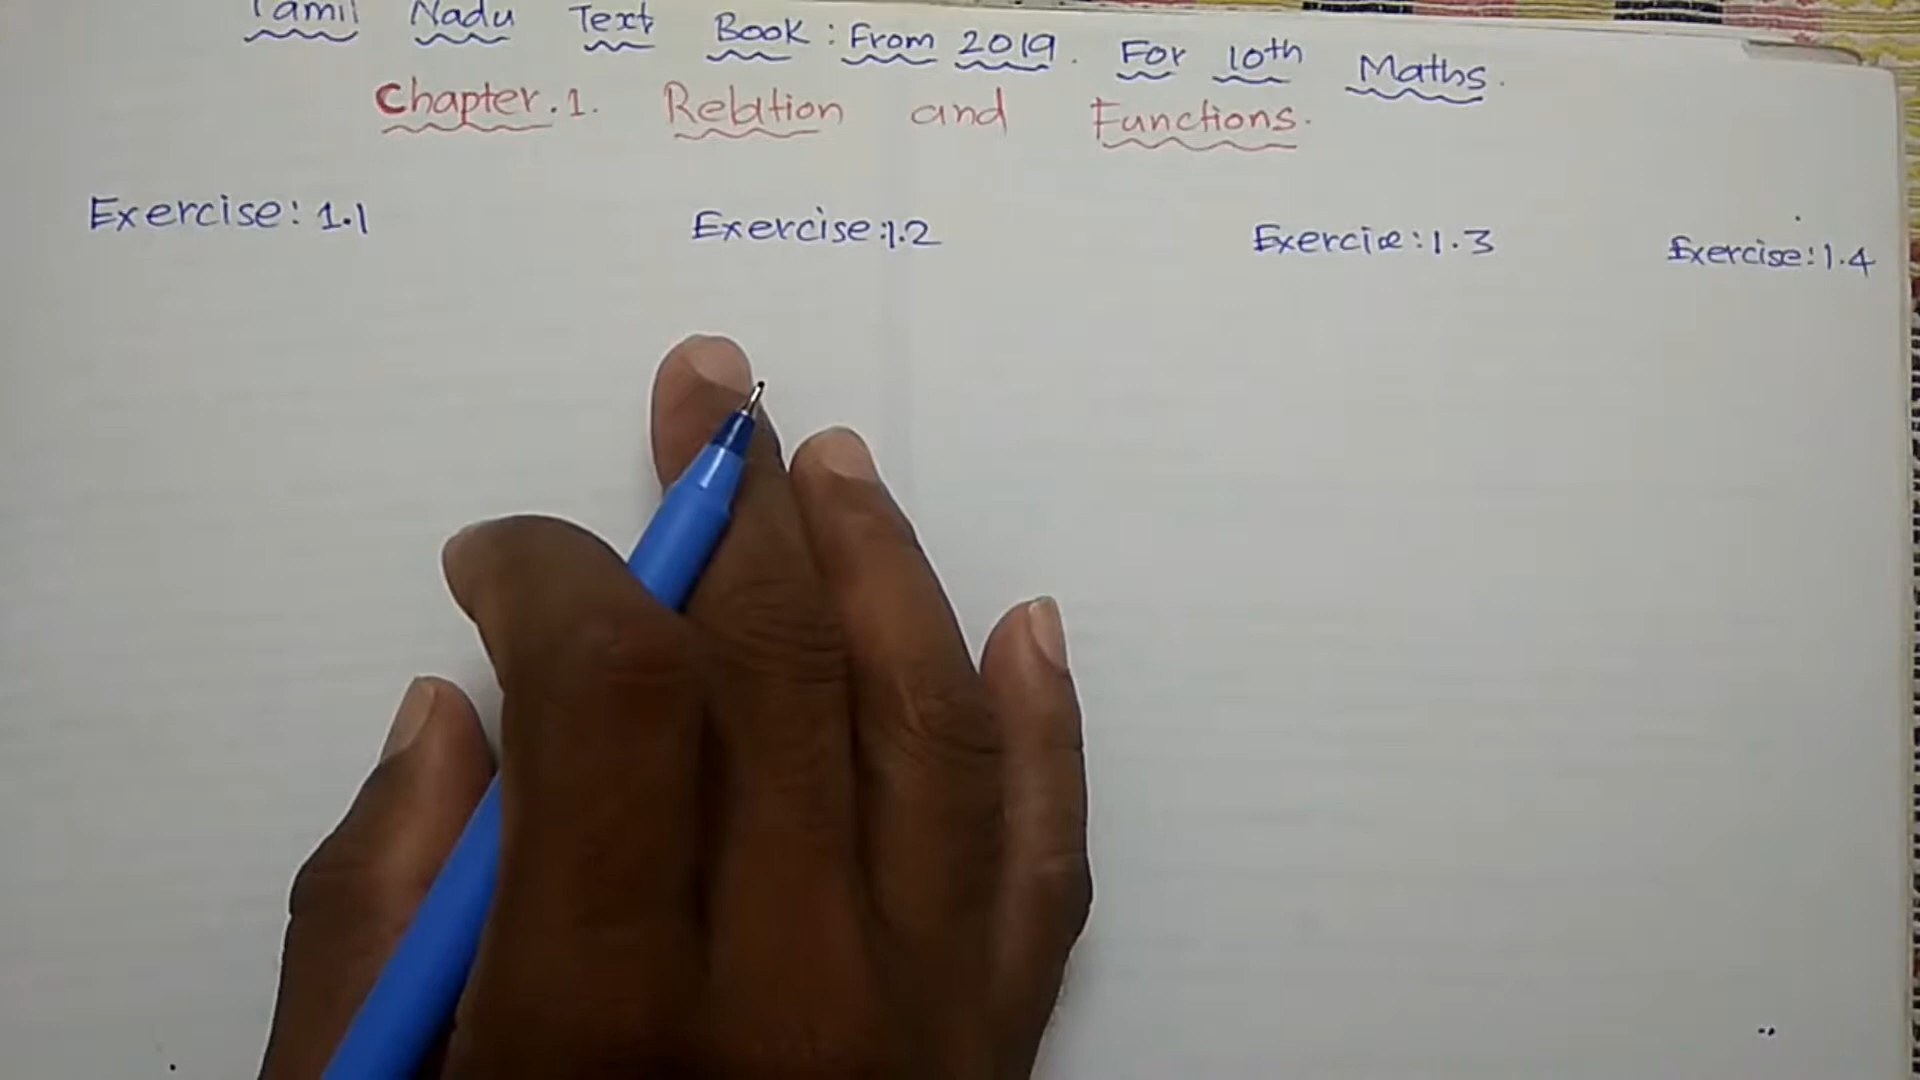 Tamil Nadu Text Book: From 2019. For 10th Maths.
Chapter.1. Relation and Functions.
Exercise: 1.1 Exercise:1.2 Exercise:1.3 Exercise:1.4